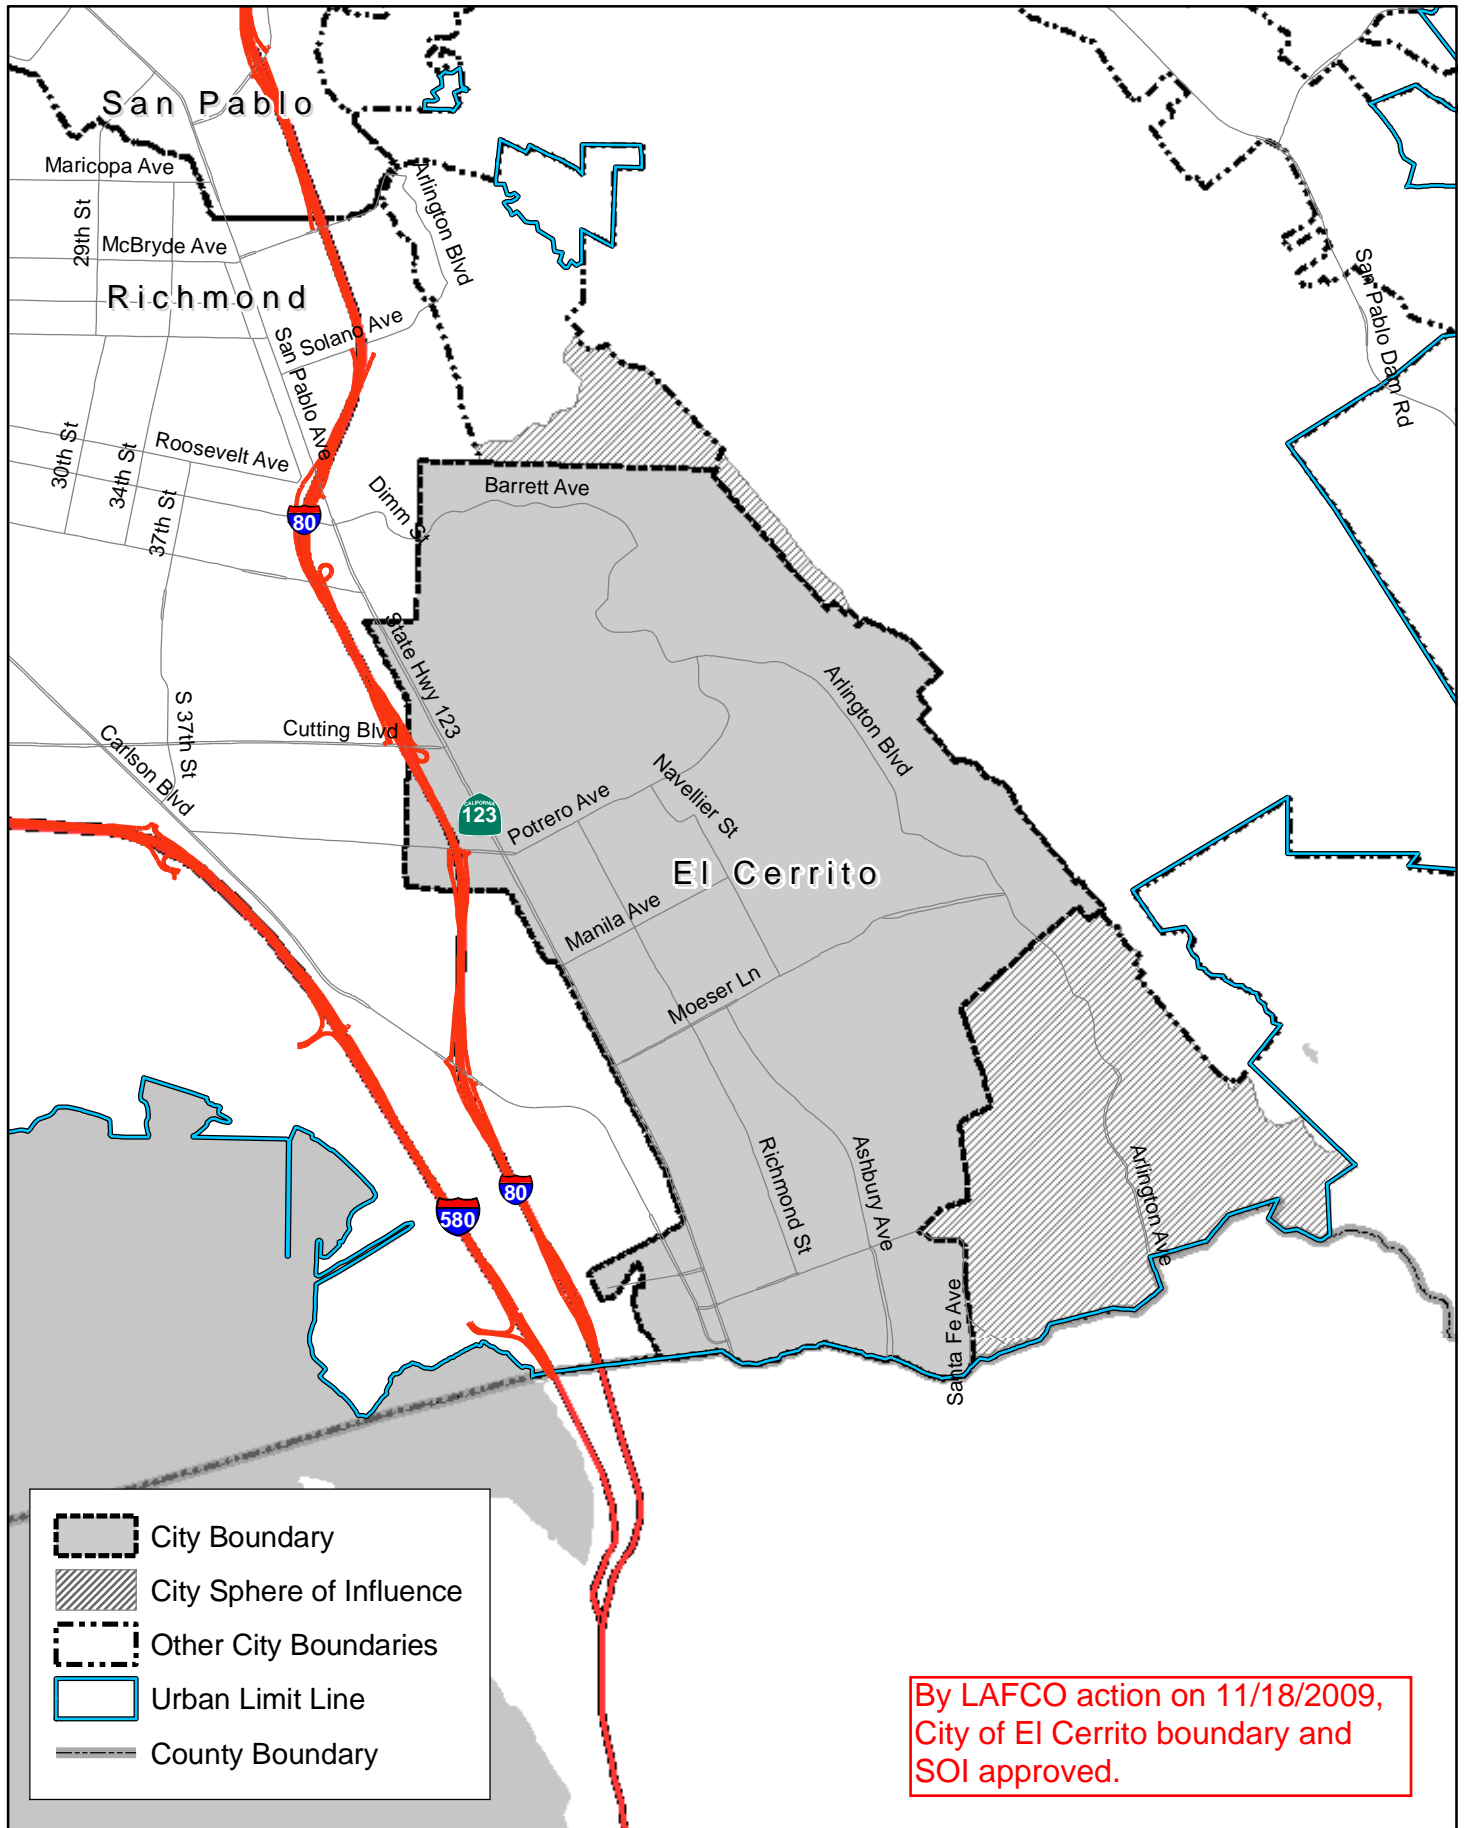 San Pablo
Maricopa Ave
Arlington Blvd
29th St
McBryde Ave
Richmond
San Pablo Ave
Solano Ave
San Pablo Dam Rd
30th St
34th St
Roosevelt Ave
37th St
80
Dimm St
Barrett Ave
State Hwy 123
S 37th St
Cutting Blvd
Carlson Blvd
Arlington Blvd
CALIFORNIA
123
Potrero Ave
Navellier St
El Cerrito
Manila Ave
Moeser Ln
Richmond St
Ashbury Ave
Arlington Ave
80
580
Santa Fe Ave
City Boundary
City Sphere of Influence
Other City Boundaries
Urban Limit Line
County Boundary
By LAFCO action on 11/18/2009,
City of El Cerrito boundary and
SOI approved.